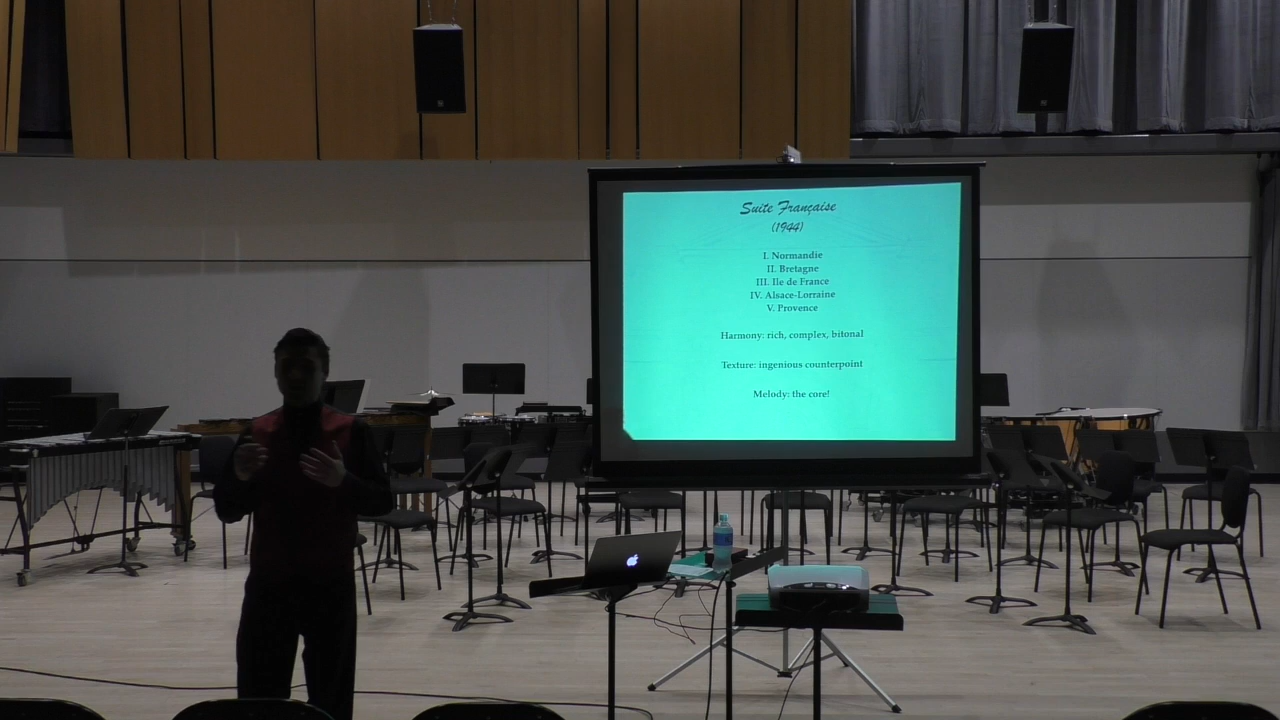 Suite Française
(1944)
I. Normandie
II. Bretagne
III. Ile de France
IV. Alsace-Lorraine
V. Provence
Harmony: rich, complex, bitonal
Texture: ingenious counterpoint
Melody: the core!